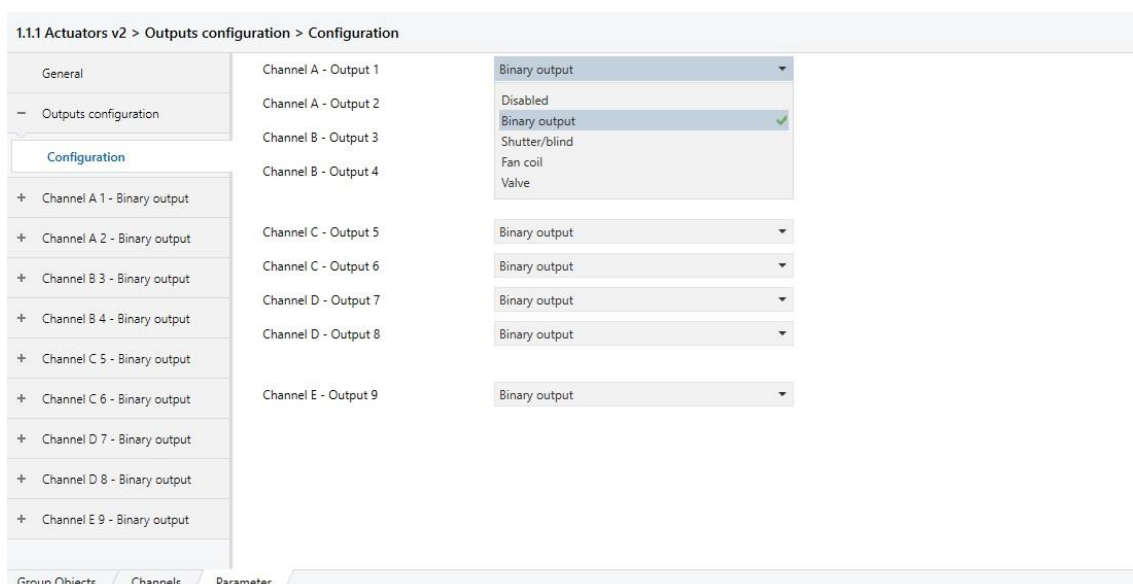 1.1.1 Actuators v2 > Outputs configuration > Configuration
General
− Outputs configuration
Configuration
+ Channel A 1 - Binary output
+ Channel A 2 - Binary output
+ Channel B 3 - Binary output
+ Channel B 4 - Binary output
+ Channel C 5 - Binary output
+ Channel C 6 - Binary output
+ Channel D 7 - Binary output
+ Channel D 8 - Binary output
+ Channel E 9 - Binary output
Channel A - Output 1 Binary output
Channel A - Output 2
Channel B - Output 3
Channel B - Output 4
Disabled
Binary output
Shutter/blind
Fan coil
Valve
Channel C - Output 5 Binary output
Channel C - Output 6 Binary output
Channel D - Output 7 Binary output
Channel D - Output 8 Binary output
Channel E - Output 9 Binary output
Group Objects Channels Parameter